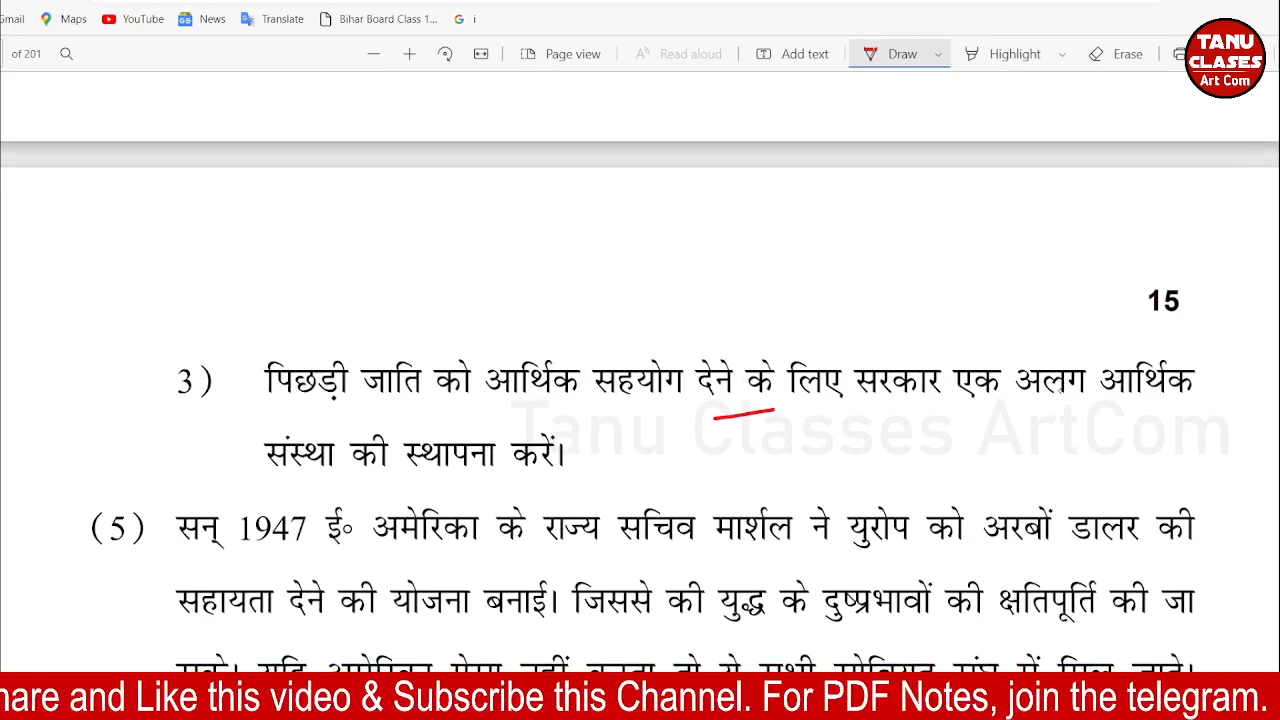 Gmail Maps YouTube News Translate Bihar Board Class 1... i
of 201 Page view Read aloud Add text Draw Highlight Erase
TANU
CLASES
Art Com
15
3) पिछड़ी जाति को आर्थिक सहयोग देने के लिए सरकार एक अलग आर्थिक
Tanu Classes ArtCom
संस्था की स्थापना करें।
(5) सन् 1947 ई॰ अमेरिका के राज्य सचिव मार्शल ने युरोप को अरबों डालर की
सहायता देने की योजना बनाई। जिससे की युद्ध के दुष्प्रभावों की क्षतिपूर्ति की जा
hare and Like this video & Subscribe this Channel. For PDF Notes, join the telegram.